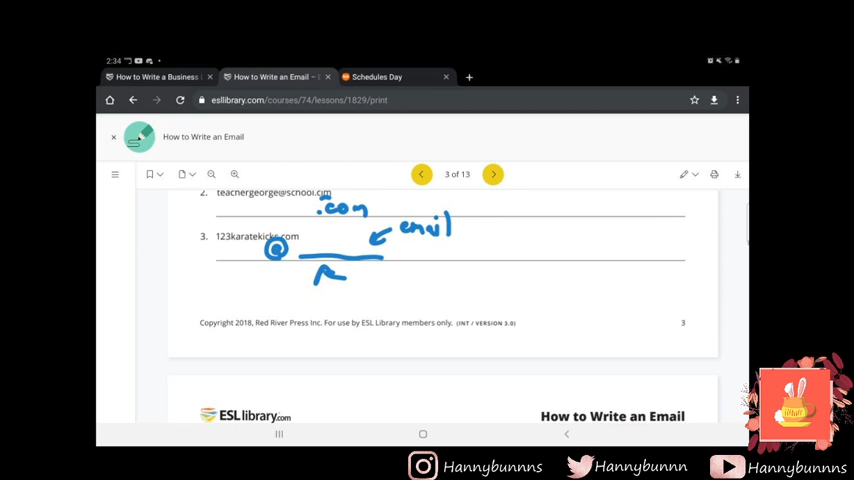 2:34
How to Write a Business L
How to Write an Email – E
Schedules Day
esllibrary.com/courses/74/lessons/1829/print
How to Write an Email
3 of 13
2. teachergeorge@school.cim
.com
3. 123karatekicks.com
email
@
Copyright 2018, Red River Press Inc. For use by ESL Library members only. (INT / VERSION 3.0)
3
ESLlibrary.com
How to Write an Email
Hannybunnns
Hannybunnn
Hannybunnns